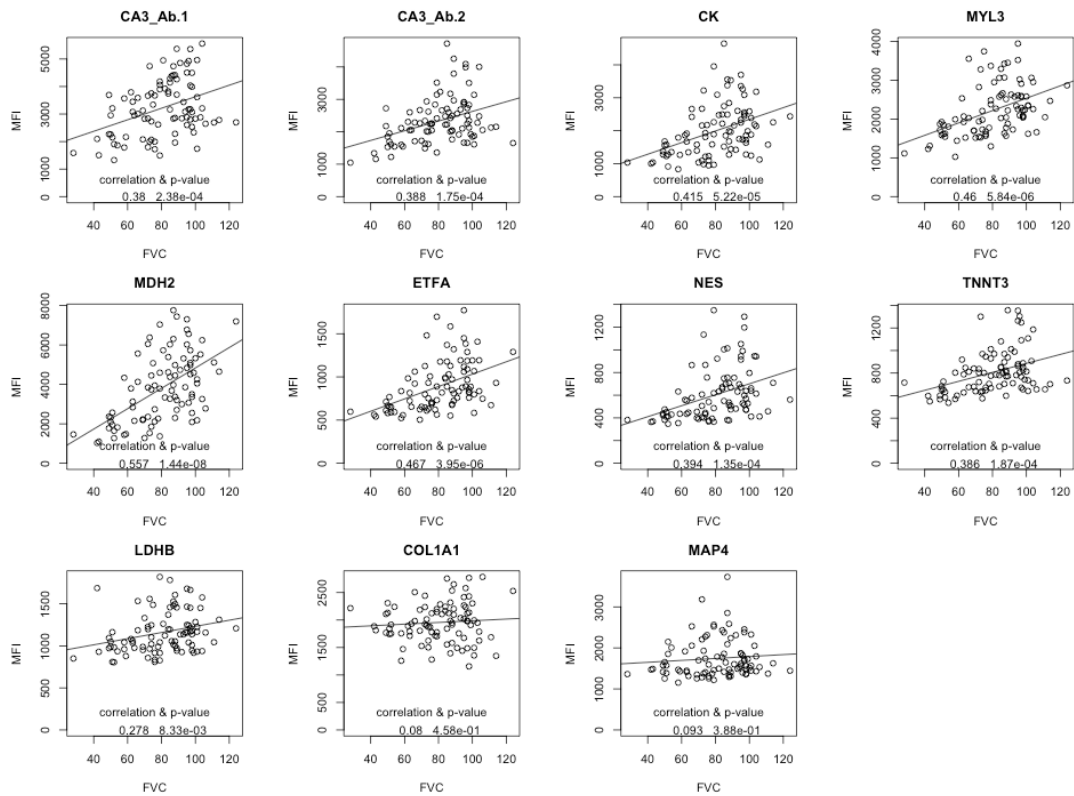 CA3_Ab.1 CA3_Ab.2 CK MYL3
MFI 0 1000 2000 3000 4000 5000
correlation & p-value
0.38 2.38e-04
40 60 80 100 120
FVC
MFI 0 1000 3000
correlation & p-value
0.388 1.75e-04
40 60 80 100 120
FVC
MFI 0 1000 3000
correlation & p-value
0.415 5.22e-05
40 60 80 100 120
FVC
MFI 0 1000 2000 3000 4000
correlation & p-value
0.46 5.84e-06
40 60 80 100 120
FVC
MDH2 ETFA NES TNNT3
MFI 0 2000 4000 6000 8000
correlation & p-value
0.557 1.44e-08
40 60 80 100 120
FVC
MFI 0 500 1000 1500
correlation & p-value
0.467 3.95e-06
40 60 80 100 120
FVC
MFI 0 400 800 1200
correlation & p-value
0.394 1.35e-04
40 60 80 100 120
FVC
MFI 0 400 800 1200
correlation & p-value
0.386 1.87e-04
40 60 80 100 120
FVC
LDHB COL1A1 MAP4
MFI 0 500 1000 1500
correlation & p-value
0.278 8.33e-03
40 60 80 100 120
FVC
MFI 0 500 1500 2500
correlation & p-value
0.08 4.58e-01
40 60 80 100 120
FVC
MFI 0 1000 2000 3000
correlation & p-value
0.093 3.88e-01
40 60 80 100 120
FVC